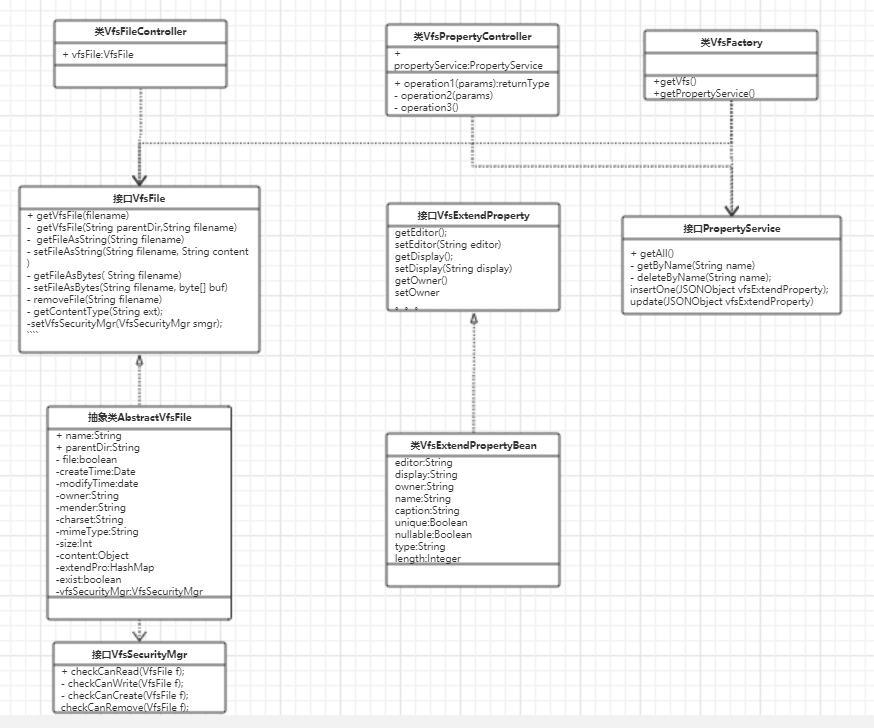 类VfsFileController
+ vfsFile:VfsFile
类VfsPropertyController
+
propertyService:PropertyService
+ operation1(params):returnType
- operation2(params)
- operation3()
类VfsFactory
+getVfs()
+getPropertyService()
接口VfsFile
+ getVfsFile(filename)
- getVfsFile(String parentDir,String filename)
- getFileAsString(String filename)
- setFileAsString(String filename, String content
)
- getFileAsBytes( String filename)
- setFileAsBytes(String filename, byte[] buf)
- removeFile(String filename)
- getContentType(String ext);
-setVfsSecurityMgr(VfsSecurityMgr smgr);
````
接口VfsExtendProperty
getEditor();
setEditor(String editor)
getDisplay();
setDisplay(String display)
getOwner()
setOwner
。。。
接口PropertyService
+ getAll()
- getByName(String name)
- deleteByName(String name);
insertOne(JSONObject vfsExtendProperty);
update(JSONObject vfsExtendProperty)
抽象类AbstractVfsFile
+ name:String
+ parentDir:String
- file:boolean
-createTime:Date
-modifyTime:date
-owner:String
-mender:String
-charset:String
-mimeType:String
-size:Int
-content:Object
-extendPro:HashMap
-exist:boolean
-vfsSecurityMgr:VfsSecurityMgr
类VfsExtendPropertyBean
editor:String
display:String
owner:String
name:String
caption:String
unique:Boolean
nullable:Boolean
type:String
length:Integer
接口VfsSecurityMgr
+ checkCanRead(VfsFile f);
- checkCanWrite(VfsFile f);
- checkCanCreate(VfsFile f);
checkCanRemove(VfsFile f);